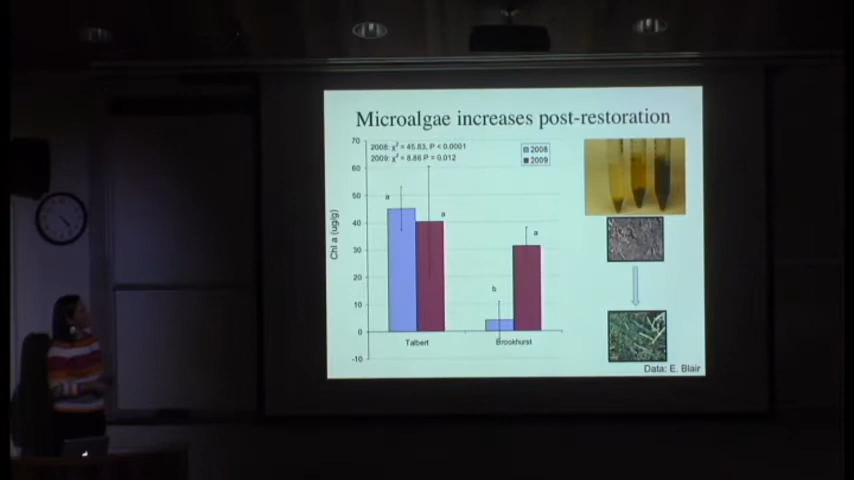 Microalgae increases post-restoration
2008: χ² = 45.83, P < 0.0001
2009: χ² = 8.86 P = 0.012
2008
2009
Chl a (ug/g)
70
60
50
40
30
20
10
0
-10
a
a
b
a
Talbert
Brookhurst
Data: E. Blair